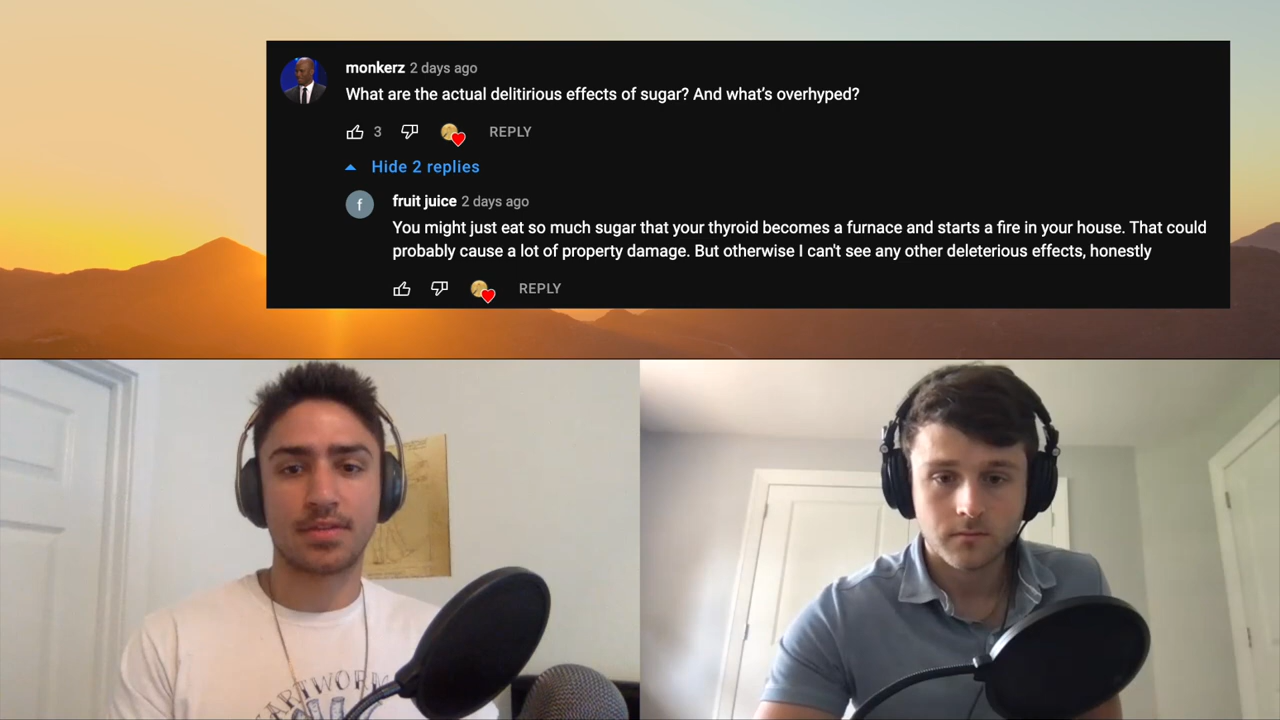 monkerz 2 days ago
What are the actual delitirious effects of sugar? And what's overhyped?
3
REPLY
Hide 2 replies
f
fruit juice 2 days ago
You might just eat so much sugar that your thyroid becomes a furnace and starts a fire in your house. That could
probably cause a lot of property damage. But otherwise I can't see any other deleterious effects, honestly
REPLY